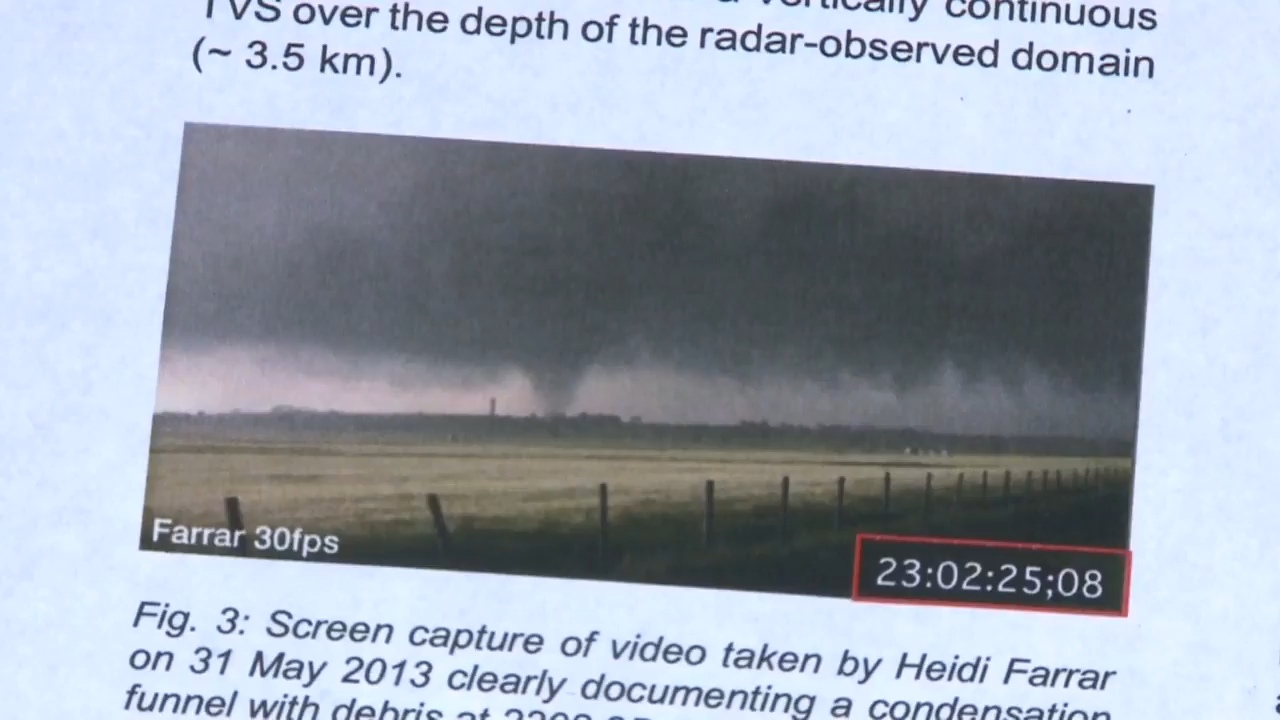 vertically continuous
TVS over the depth of the radar-observed domain
(~ 3.5 km).
Farrar 30fps
23:02:25;08
Fig. 3: Screen capture of video taken by Heidi Farrar
on 31 May 2013 clearly documenting a condensation
funnel with debris at